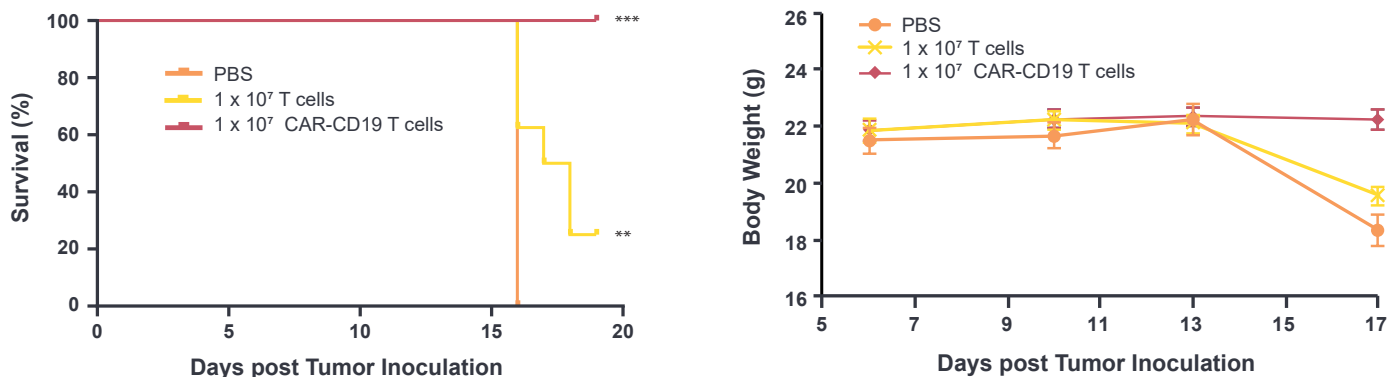 100
80
60
40
20
0
Survival (%)
PBS
1 x 10⁷ T cells
1 x 10⁷ CAR-CD19 T cells
***
**
0 5 10 15 20
Days post Tumor Inoculation
26
24
22
20
18
16
Body Weight (g)
PBS
1 x 10⁷ T cells
1 x 10⁷ CAR-CD19 T cells
5 7 9 11 13 15 17
Days post Tumor Inoculation